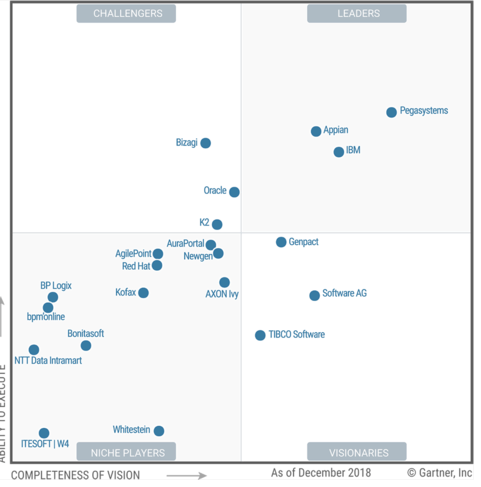 CHALLENGERS
LEADERS
Pegasystems
Appian
IBM
Bizagi
Oracle
K2
AuraPortal
Newgen
AgilePoint
Red Hat
Genpact
Kofax
AXON Ivy
Software AG
BP Logix
bpm'online
Bonitasoft
TIBCO Software
NTT Data Intramart
Whitestein
ITESOFT | W4
NICHE PLAYERS
VISIONARIES
ABILITY TO EXECUTE
COMPLETENESS OF VISION
As of December 2018
© Gartner, Inc